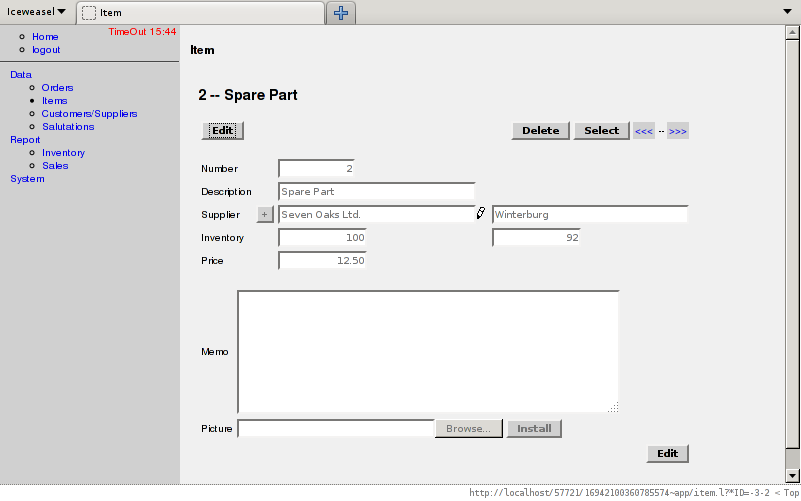 Iceweasel
Item
Home
TimeOut 15:44
logout
Data
Orders
Items
Customers/Suppliers
Salutations
Report
Inventory
Sales
System
Item
2 -- Spare Part
Edit
Delete Select <<< -- >>>
Number 2
Description Spare Part
Supplier + Seven Oaks Ltd. Winterburg
Inventory 100 92
Price 12.50
Memo
Picture Browse... Install
Edit
http://localhost/57721/16942100360785574~app/item.l?*ID=-3-2 < Top